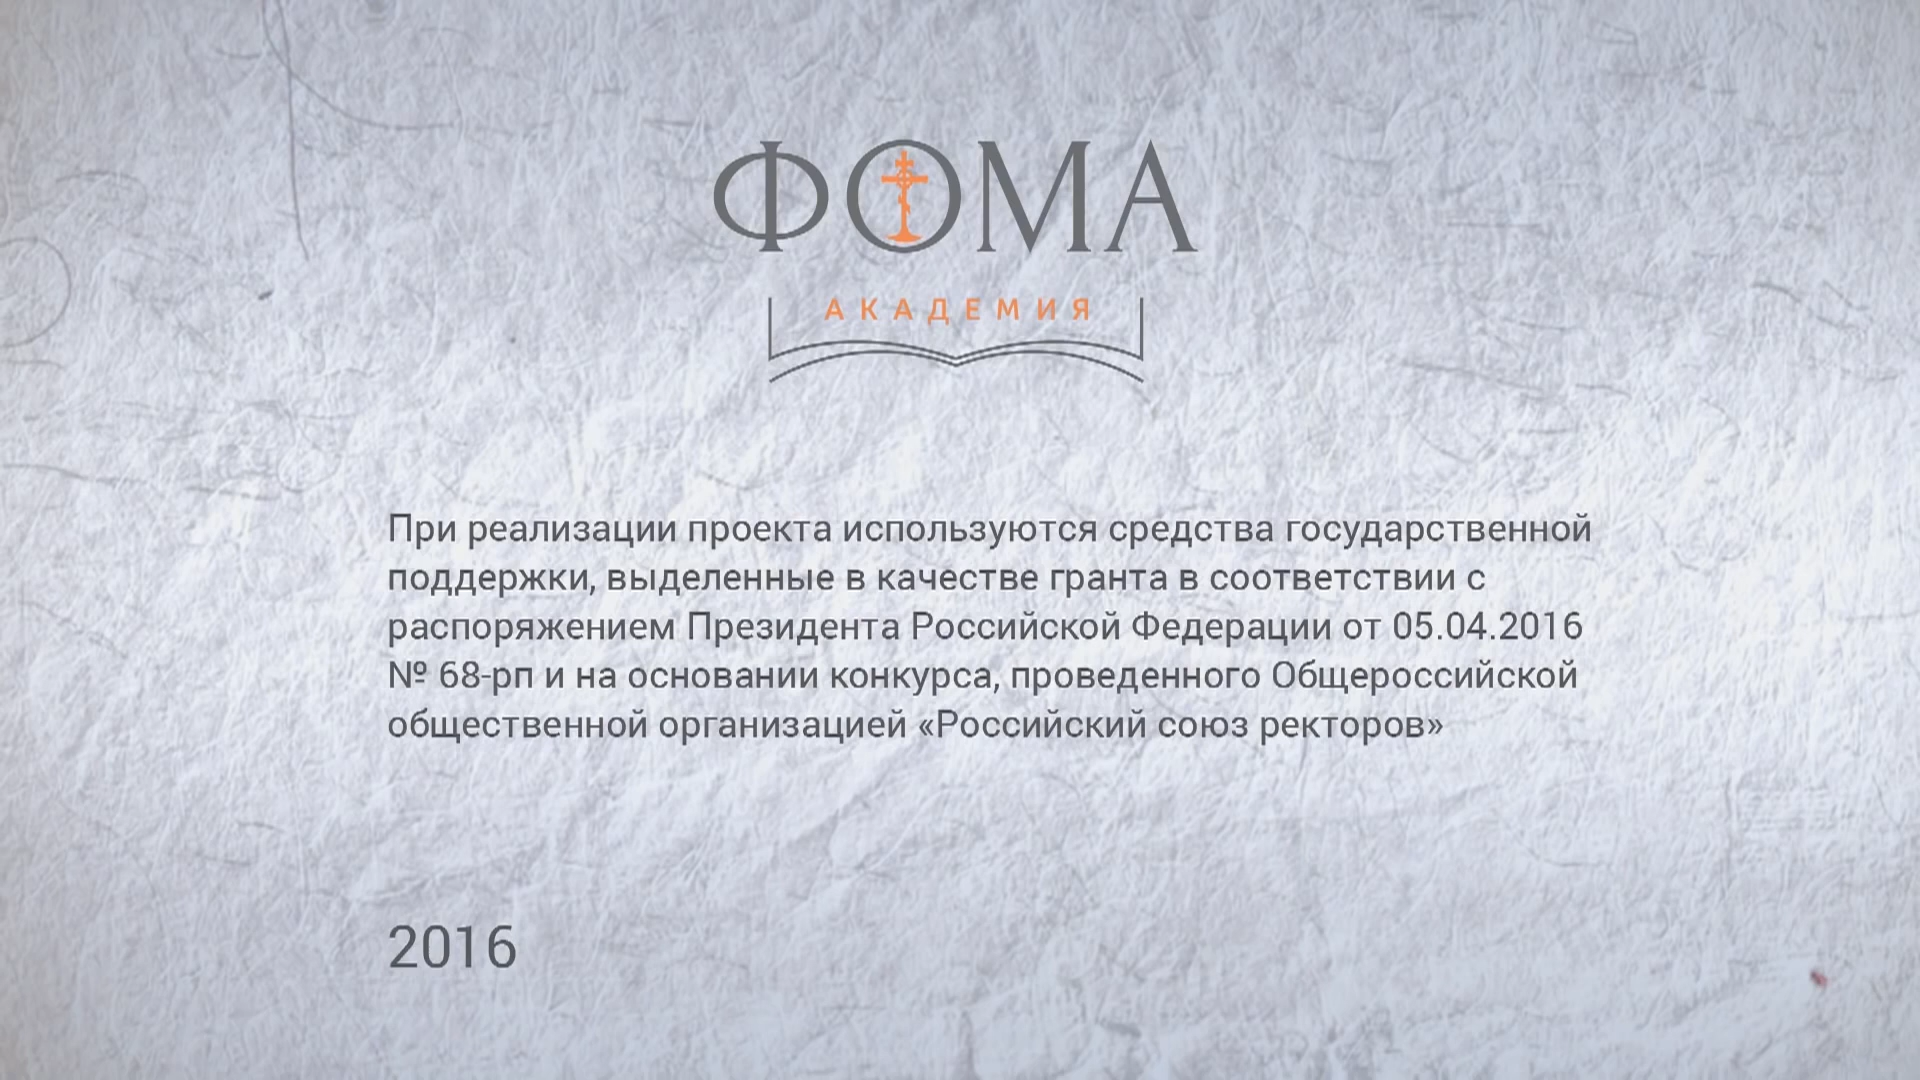 ФОМА
АКАДЕМИЯ
При реализации проекта используются средства государственной
поддержки, выделенные в качестве гранта в соответствии с
распоряжением Президента Российской Федерации от 05.04.2016
№ 68-рп и на основании конкурса, проведенного Общероссийской
общественной организацией «Российский союз ректоров»
2016